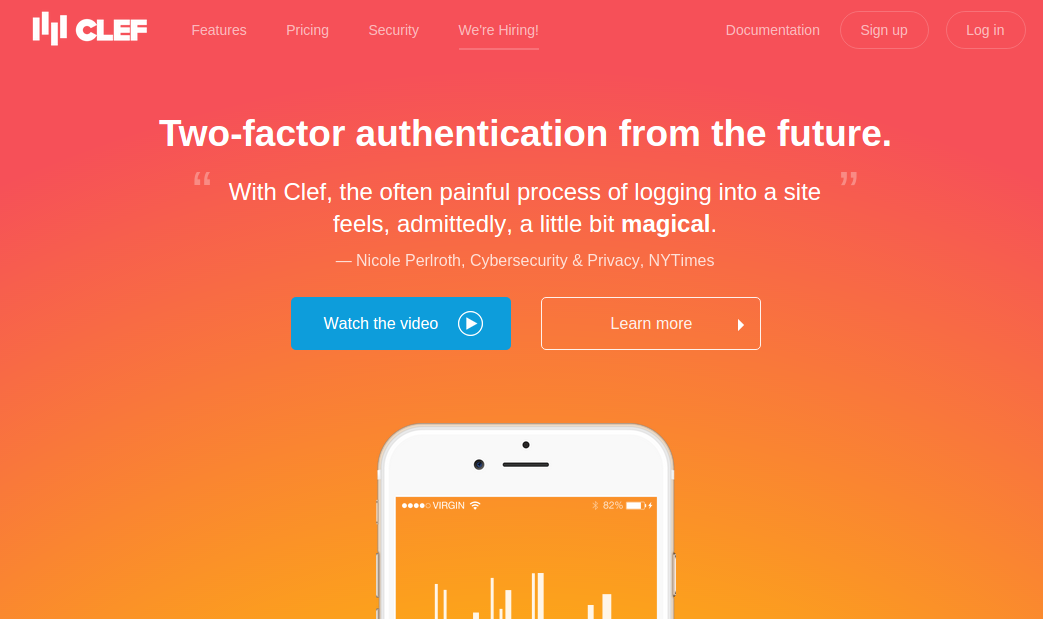 CLEF
Features Pricing Security We're Hiring! Documentation Sign up Log in
Two-factor authentication from the future.
“ With Clef, the often painful process of logging into a site ”
feels, admittedly, a little bit magical.
— Nicole Perlroth, Cybersecurity & Privacy, NYTimes
Watch the video
Learn more
VIRGIN 82%